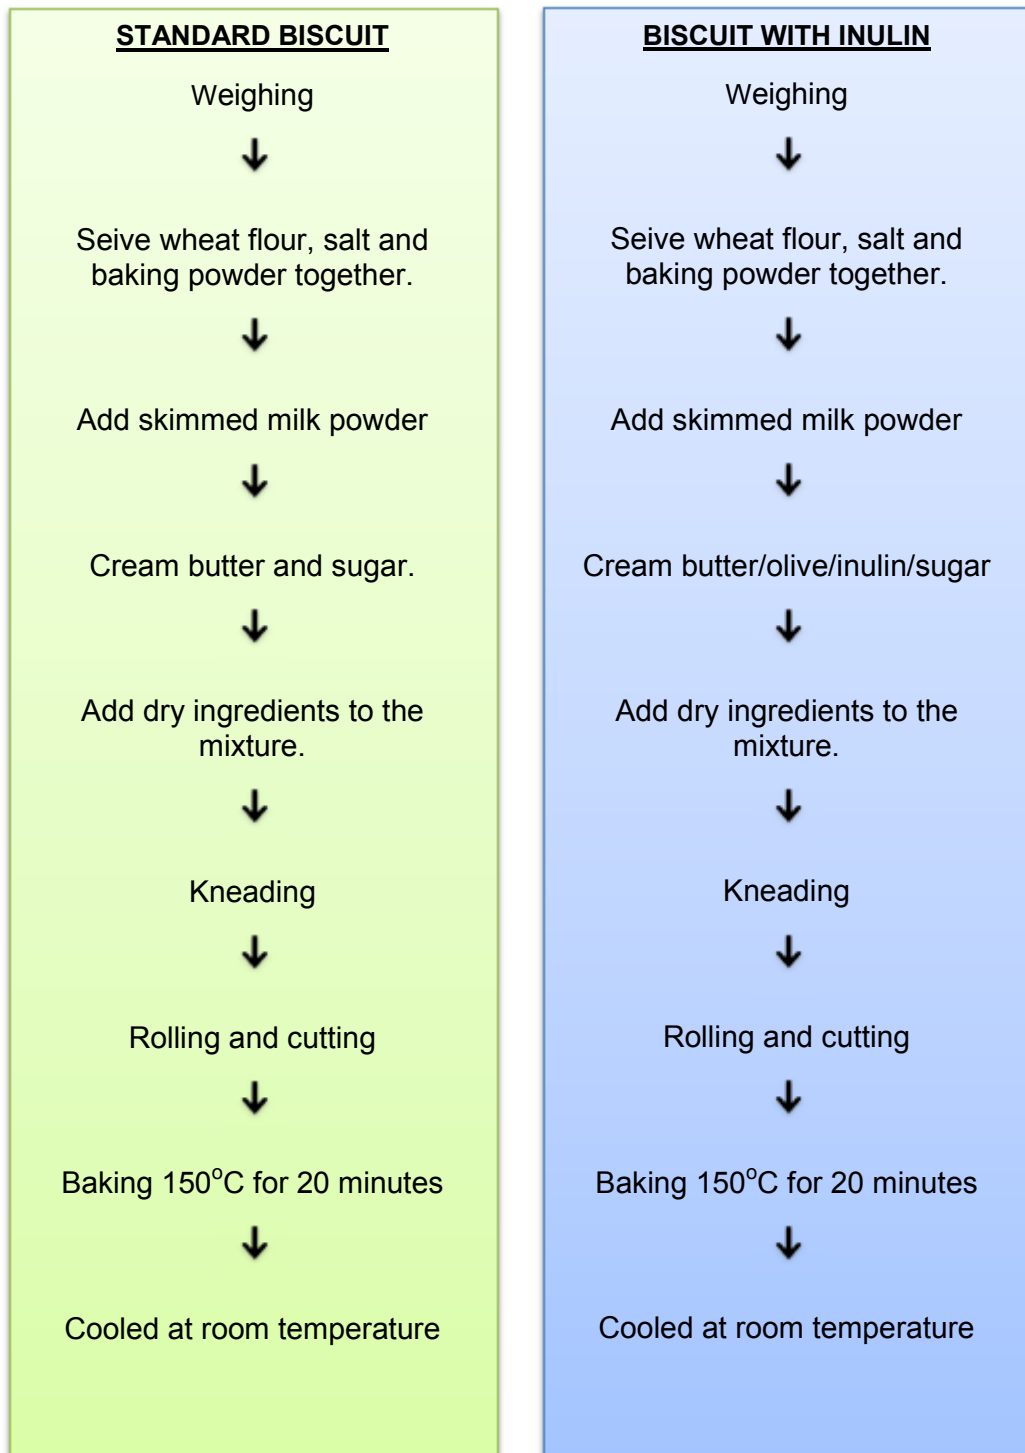 STANDARD BISCUIT
Weighing
Seive wheat flour, salt and
baking powder together.
Add skimmed milk powder
Cream butter and sugar.
Add dry ingredients to the
mixture.
Kneading
Rolling and cutting
Baking 150°C for 20 minutes
Cooled at room temperature
BISCUIT WITH INULIN
Weighing
Seive wheat flour, salt and
baking powder together.
Add skimmed milk powder
Cream butter/olive/inulin/sugar
Add dry ingredients to the
mixture.
Kneading
Rolling and cutting
Baking 150°C for 20 minutes
Cooled at room temperature